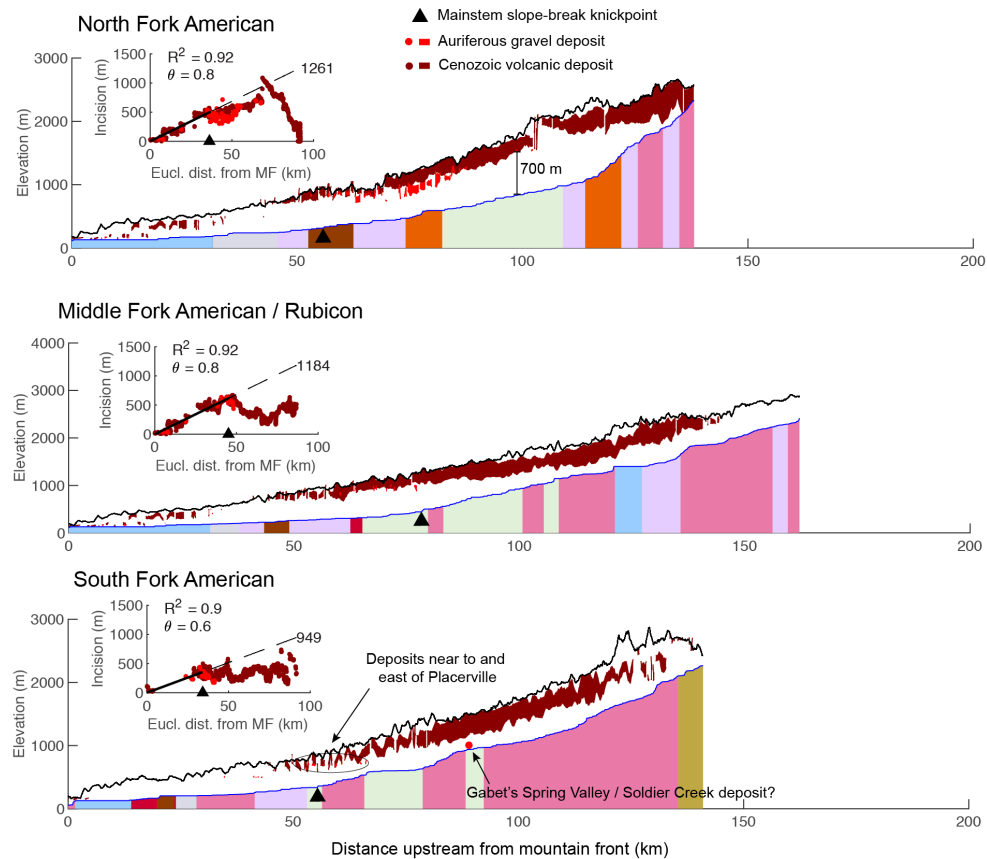 North Fork American
Mainstem slope-break knickpoint
Auriferous gravel deposit
Cenozoic volcanic deposit
3000
2000
1000
0
Elevation (m)
1500
1000
500
0
Incision (m)
R² = 0.92
θ = 0.8
1261
0 50 100
Eucl. dist. from MF (km)
700 m
0 50 100 150 200
Middle Fork American / Rubicon
4000
3000
2000
1000
0
Elevation (m)
1500
1000
500
0
Incision (m)
R² = 0.92
θ = 0.8
1184
0 50 100
Eucl. dist. from MF (km)
0 50 100 150 200
South Fork American
3000
2000
1000
0
Elevation (m)
1500
1000
500
0
Incision (m)
R² = 0.9
θ = 0.6
949
0 50 100
Eucl. dist. from MF (km)
Deposits near to and
east of Placerville
Gabet's Spring Valley / Soldier Creek deposit?
0 50 100 150 200
Distance upstream from mountain front (km)